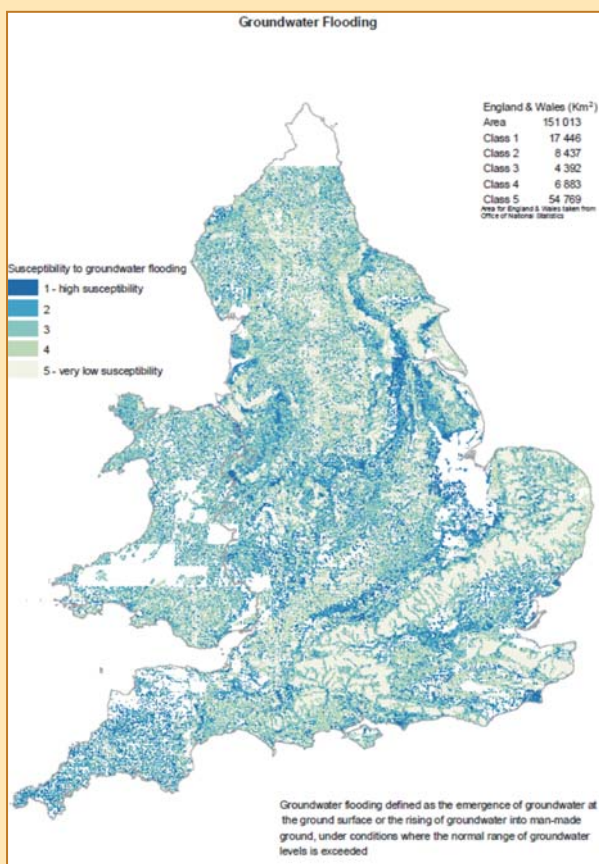 Groundwater Flooding
England & Wales (Km²)
Area 151 013
Class 1 17 446
Class 2 8 437
Class 3 4 392
Class 4 6 883
Class 5 54 769
Area for England & Wales taken from
Office of National Statistics
Susceptibility to groundwater flooding
1 - high susceptibility
2
3
4
5 - very low susceptibility
Groundwater flooding defined as the emergence of groundwater at
the ground surface or the rising of groundwater into man-made
ground, under conditions where the normal range of groundwater
levels is exceeded